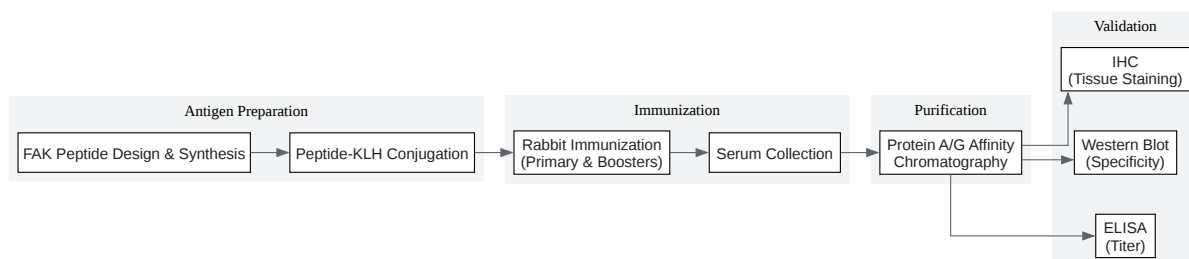 Antigen Preparation
FAK Peptide Design & Synthesis
Peptide-KLH Conjugation
Immunization
Rabbit Immunization
(Primary & Boosters)
Serum Collection
Purification
Protein A/G Affinity
Chromatography
Validation
IHC
(Tissue Staining)
Western Blot
(Specificity)
ELISA
(Titer)